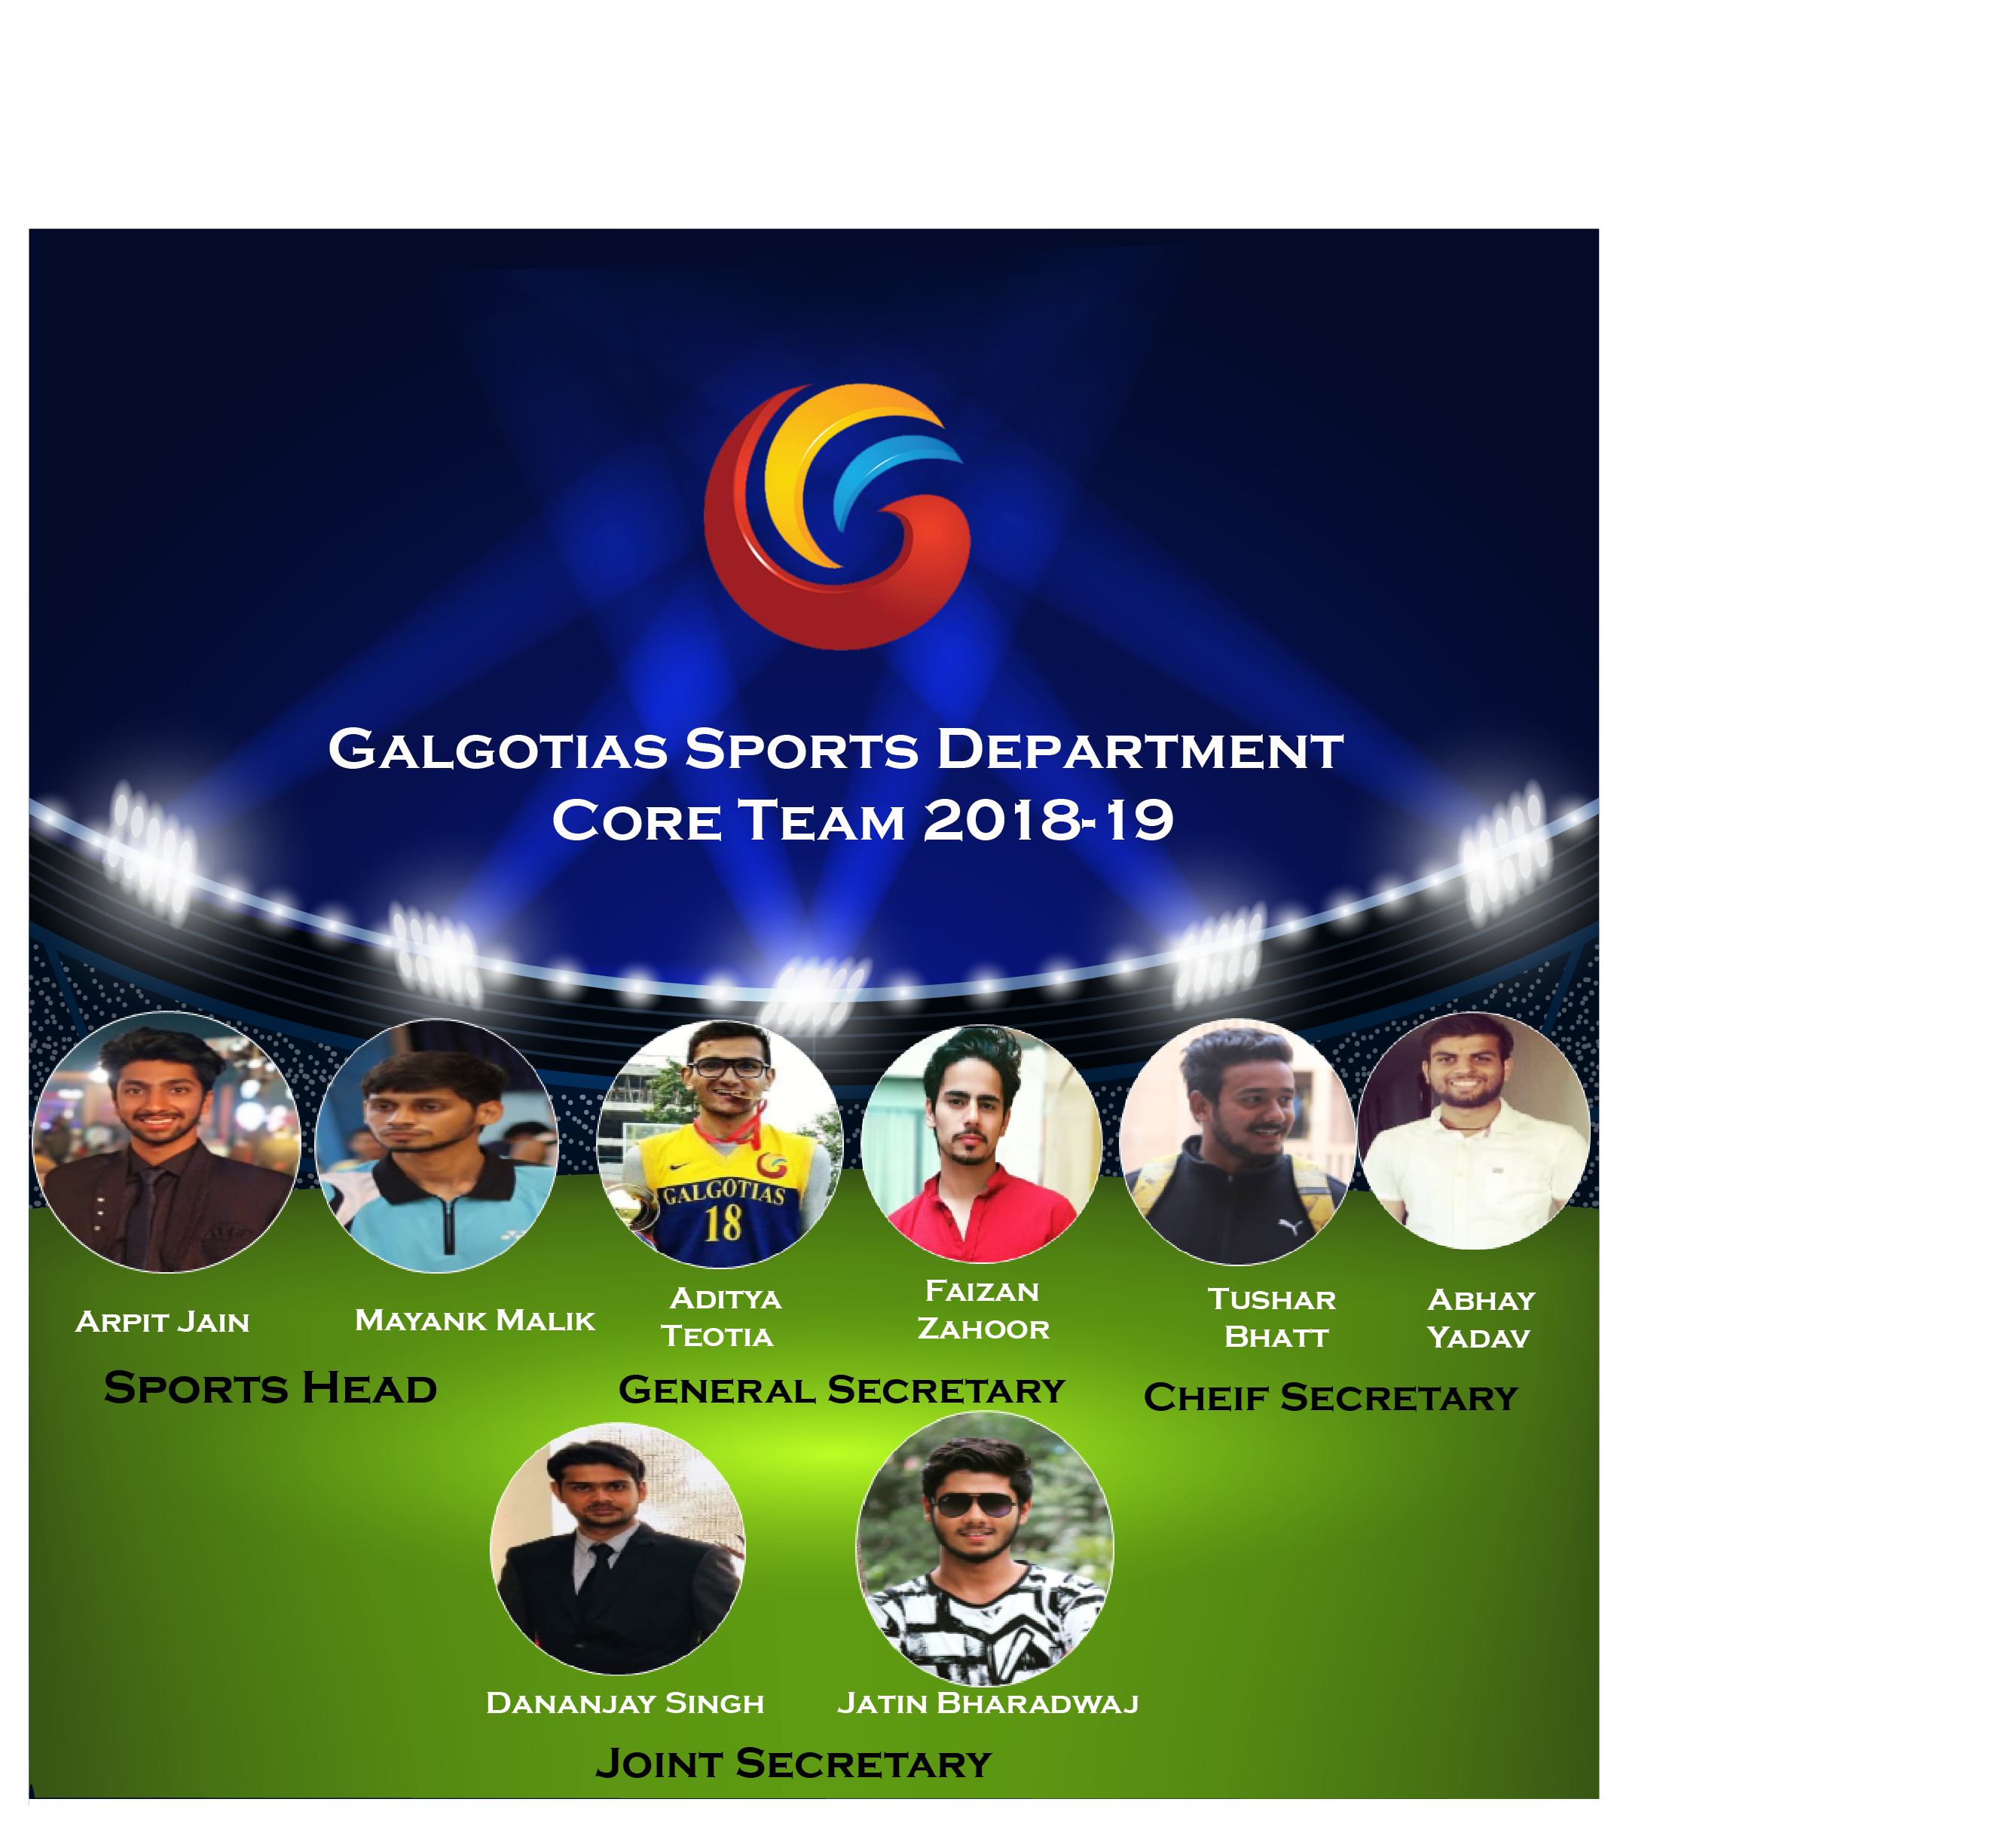 Galgotias Sports Department
Core Team 2018-19
GALGOTIAS
18
Arpit Jain
Mayank Malik
Aditya
Teotia
Faizan
Zahoor
Tushar
Bhatt
Abhay
Yadav
Sports Head
General Secretary
Cheif Secretary
Dananjay Singh
Jatin Bharadwaj
Joint Secretary